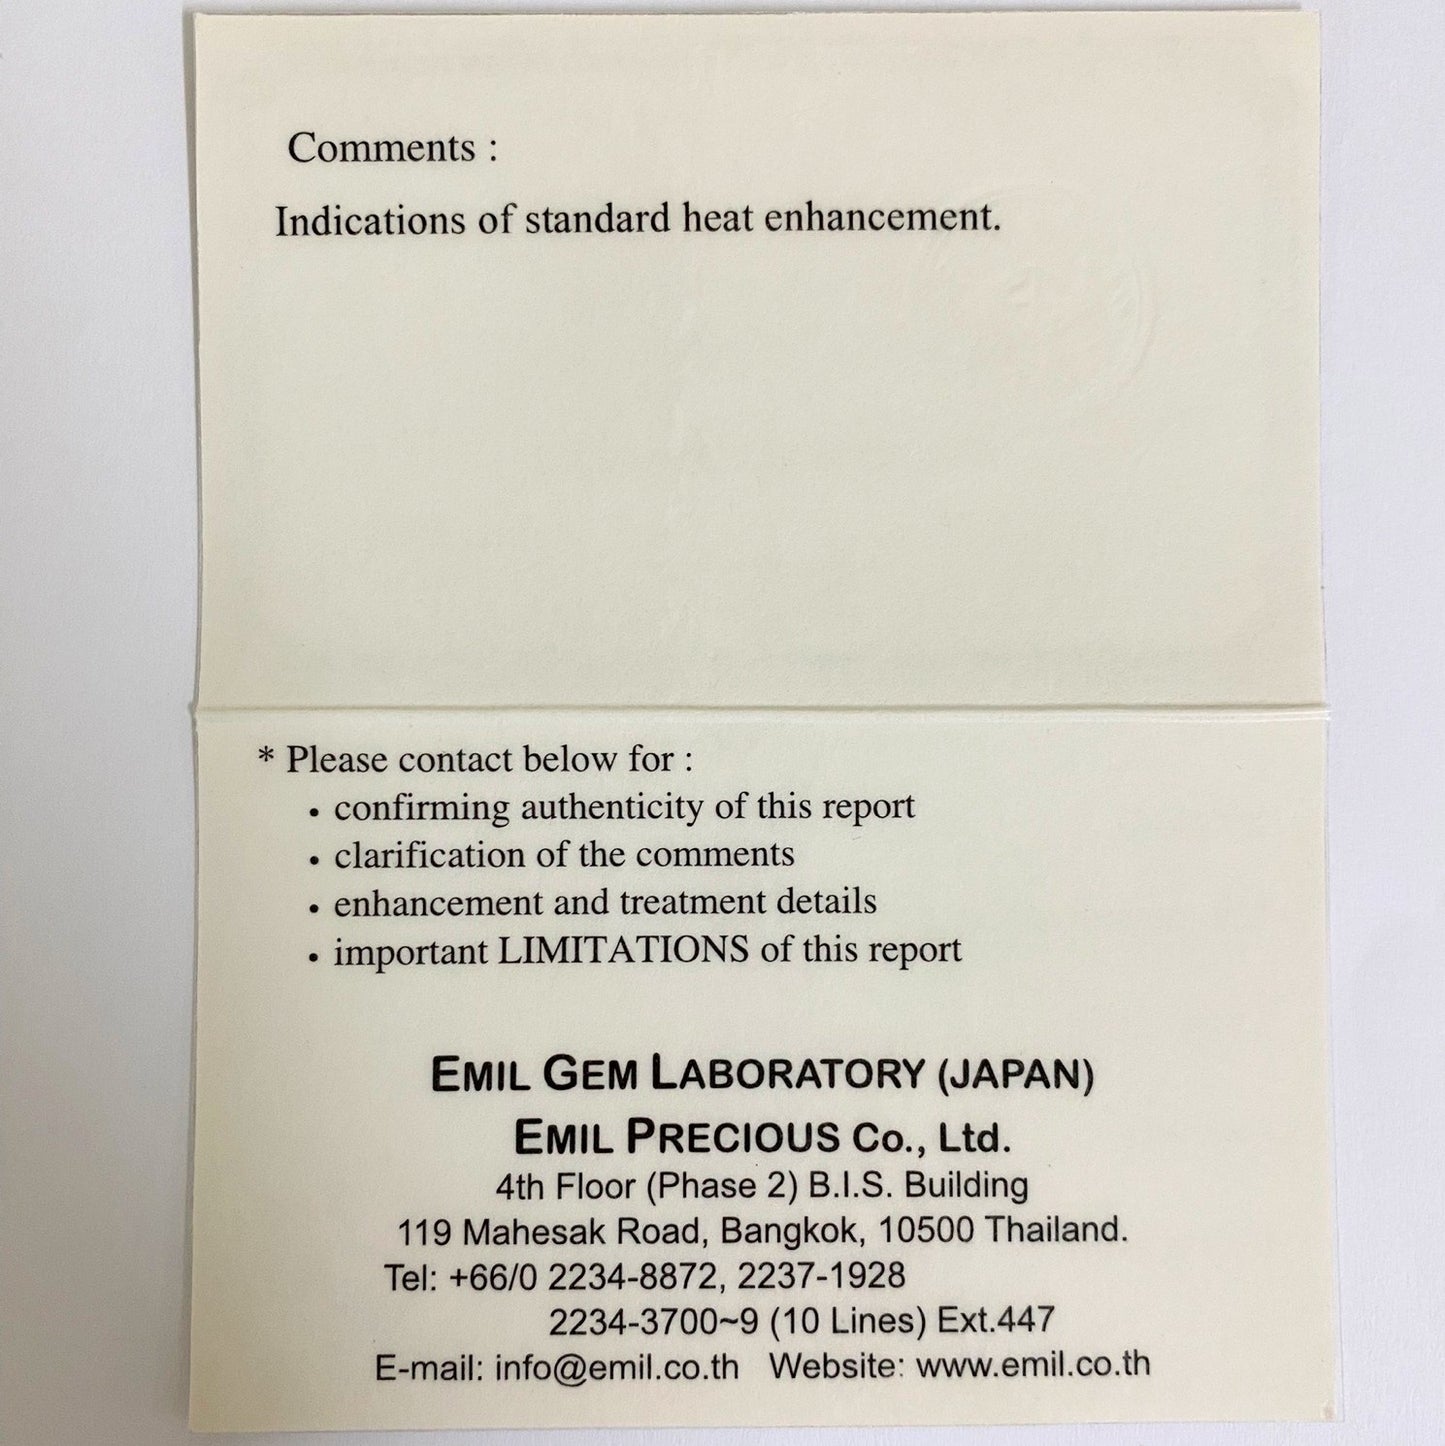 Comments :
Indications of standard heat enhancement.
* Please contact below for :
• confirming authenticity of this report
• clarification of the comments
• enhancement and treatment details
• important LIMITATIONS of this report
EMIL GEM LABORATORY (JAPAN)
EMIL PRECIOUS Co., Ltd.
4th Floor (Phase 2) B.I.S. Building
119 Mahesak Road, Bangkok, 10500 Thailand.
Tel: +66/0 2234-8872, 2237-1928
2234-3700~9 (10 Lines) Ext.447
E-mail: info@emil.co.th Website: www.emil.co.th